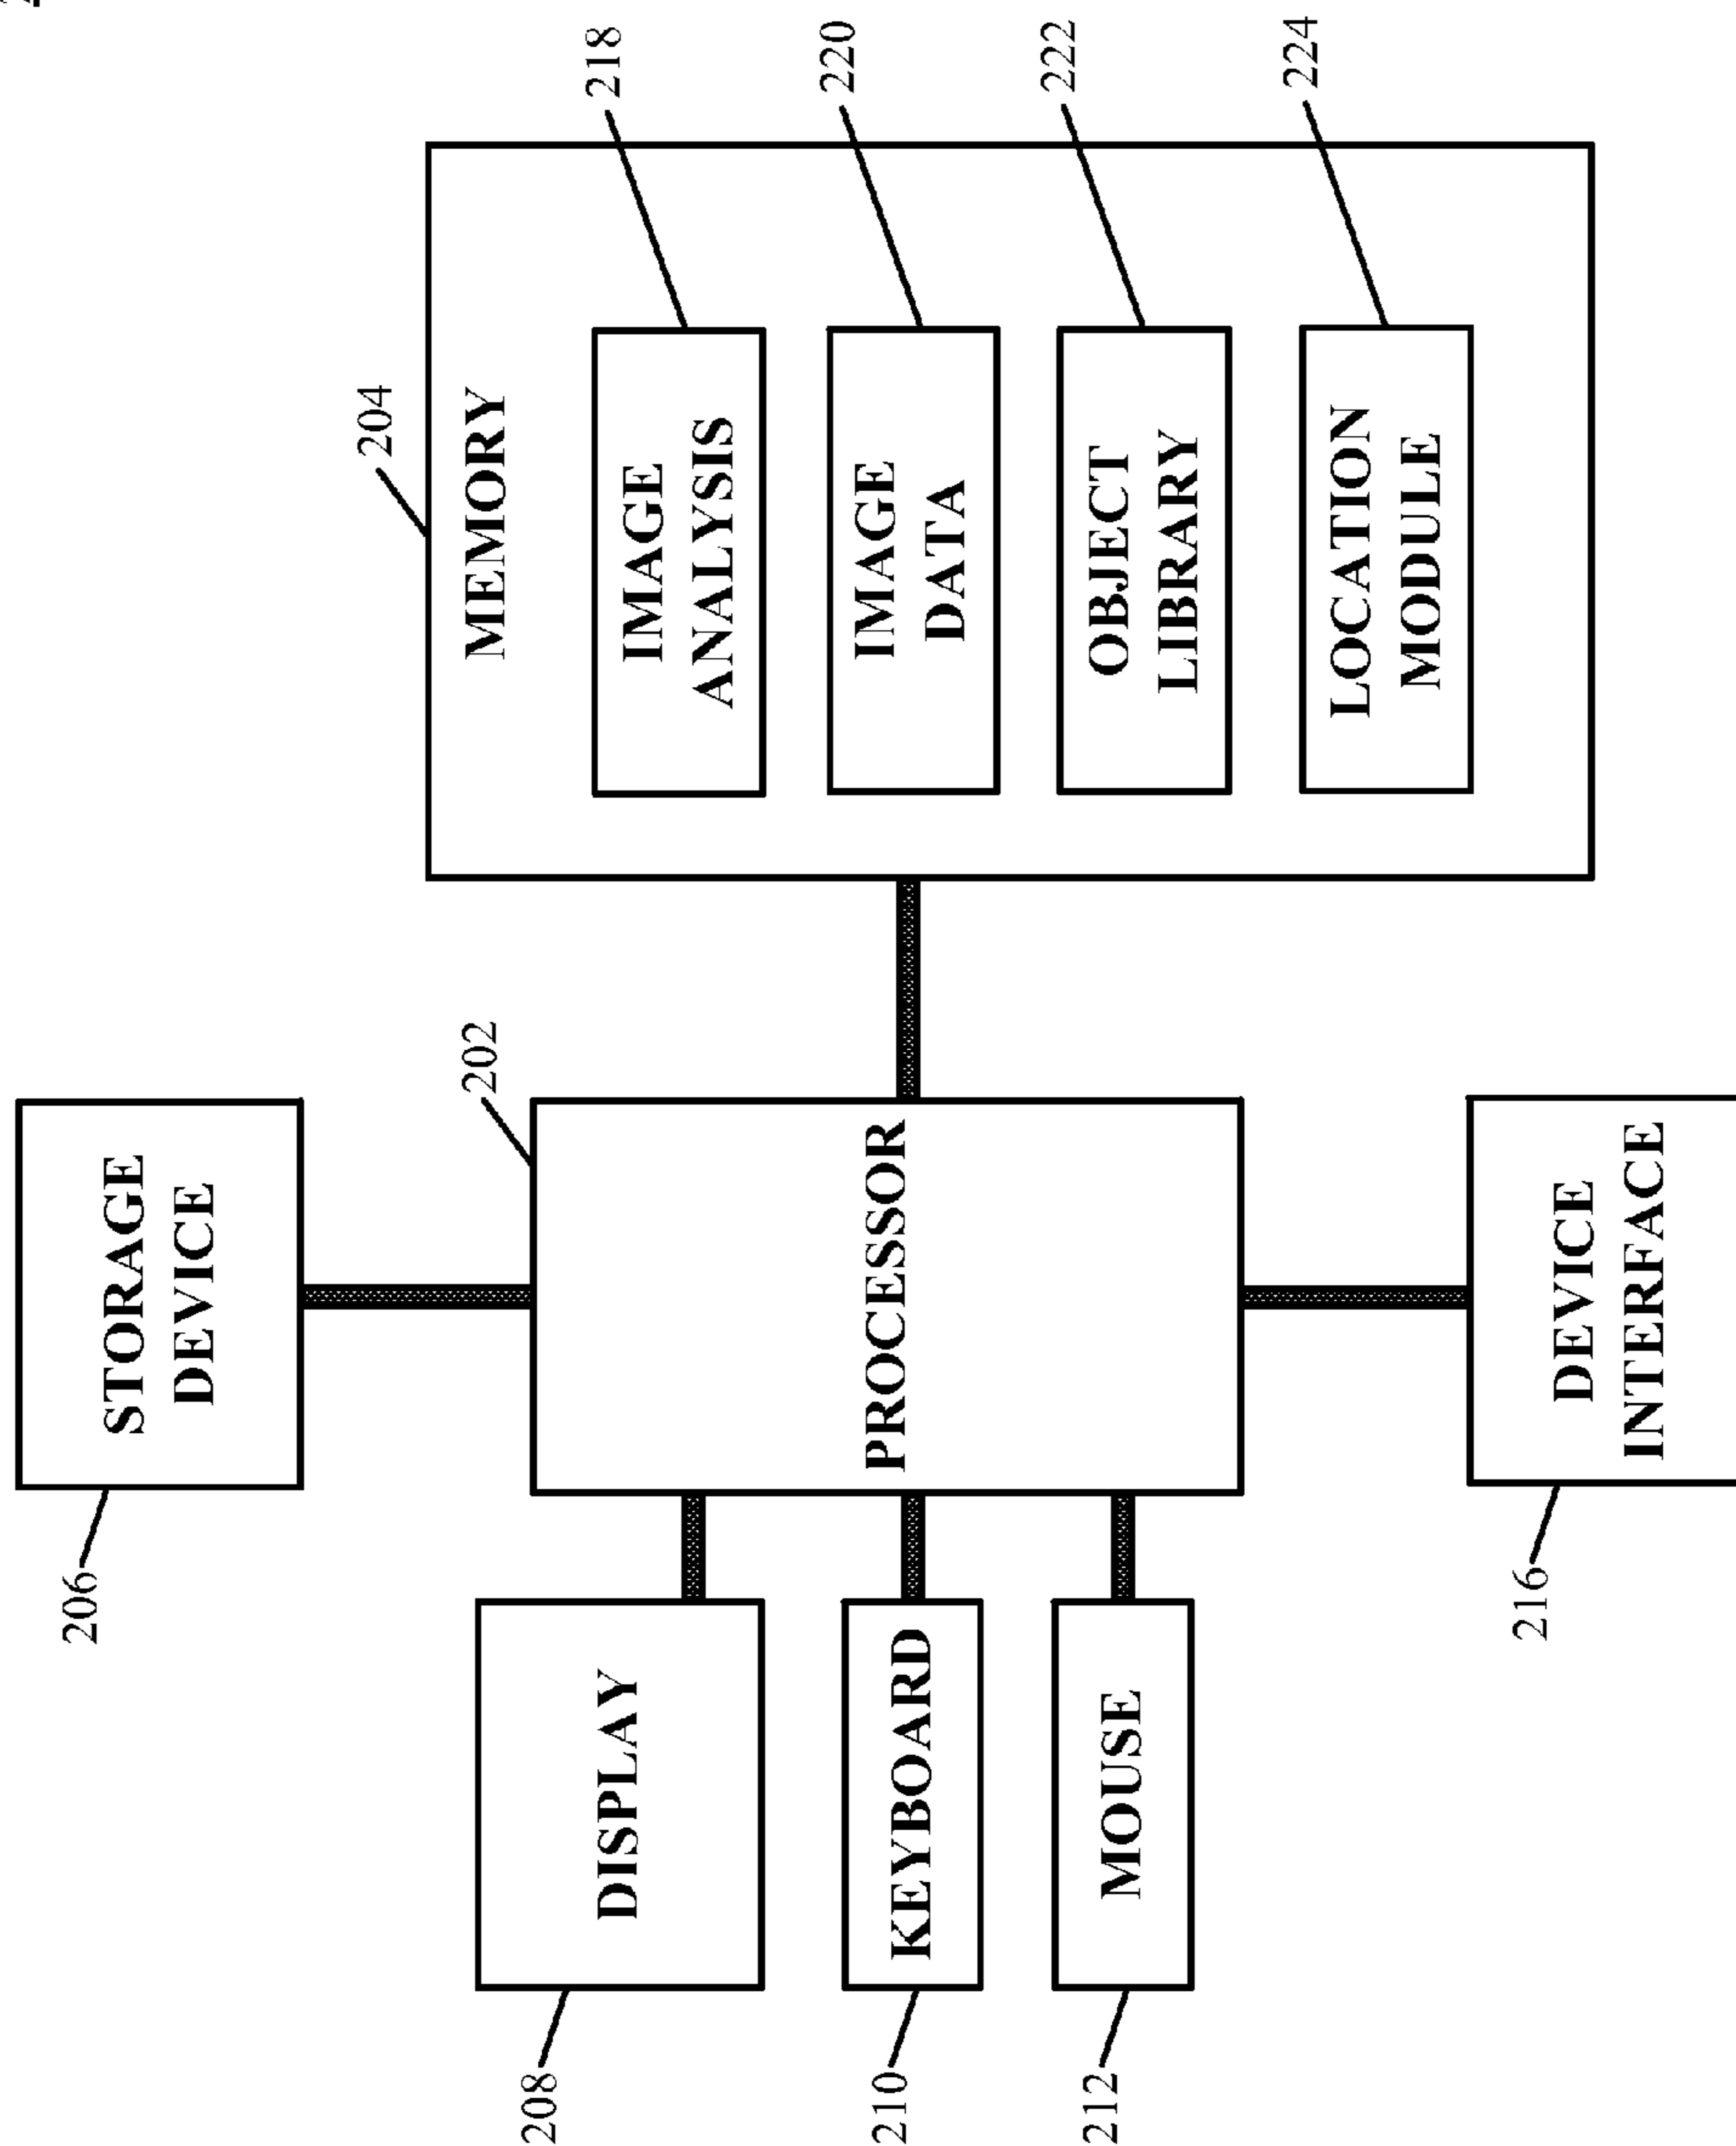 206
STORAGE
DEVICE
204
MEMORY
202
208
DISPLAY
218
IMAGE
ANALYSIS
PROCESSOR
210
KEYBOARD
220
IMAGE
DATA
212
MOUSE
222
OBJECT
LIBRARY
224
LOCATION
MODULE
216
DEVICE
INTERFACE